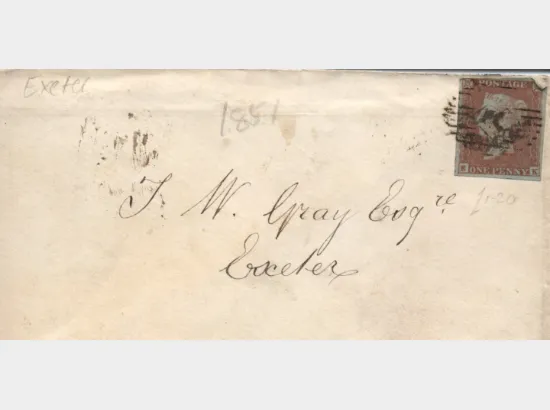 Exeter
1851
POSTAGE
ONE PENNY
T. W. Gray Esqre
Exeter